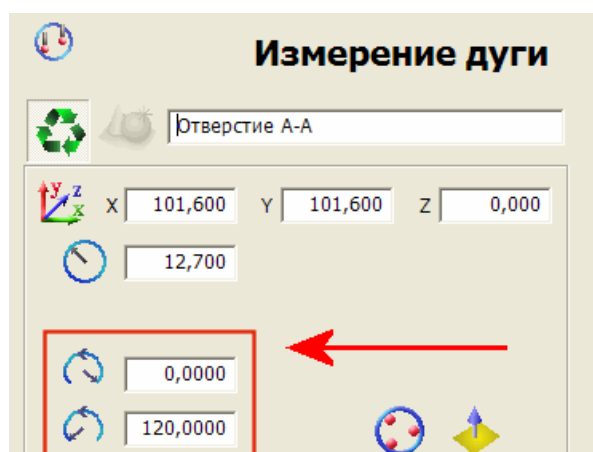 Измерение дуги
Отверстие А-А
X 101,600 Y 101,600 Z 0,000
12,700
0,0000
120,0000